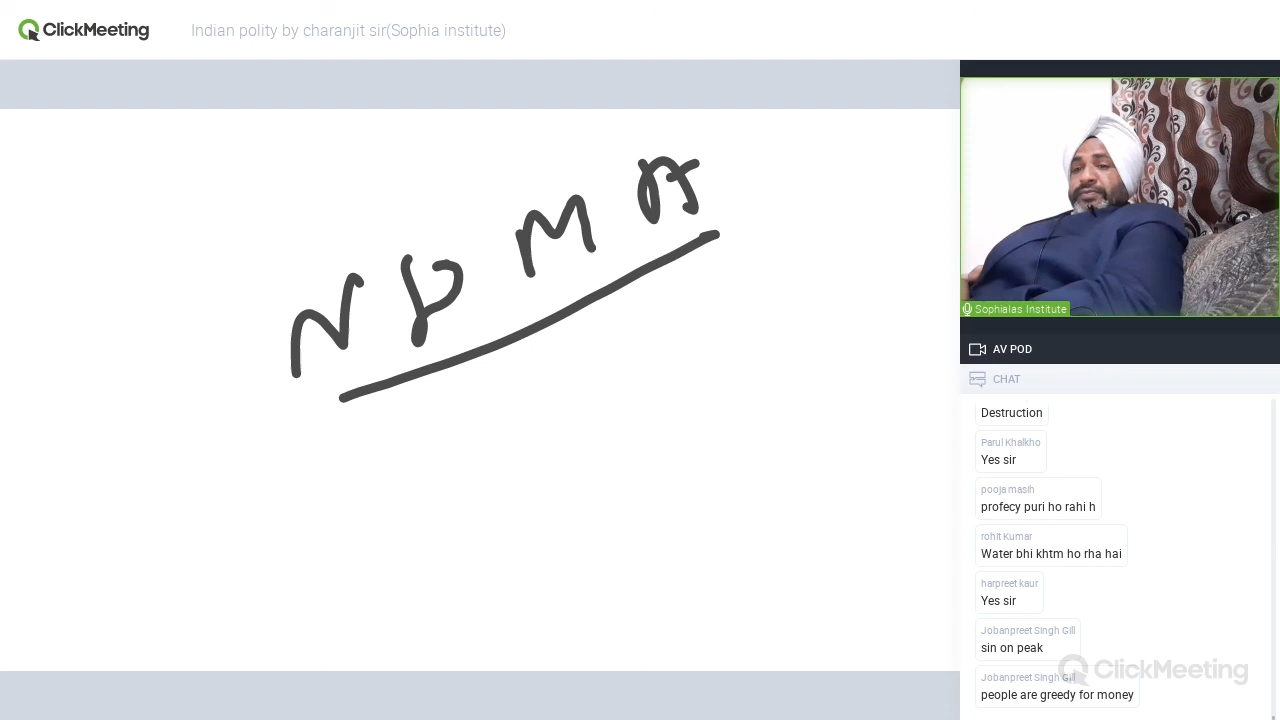 ClickMeeting
Indian polity by charanjit sir(Sophia institute)
NDMA
Sophiaias Institute
AV POD
CHAT
Destruction
Parul Khalkho
Yes sir
pooja masih
profecy puri ho rahi h
rohit Kumar
Water bhi khtm ho rha hai
harpreet kaur
Yes sir
Jobanpreet Singh Gill
sin on peak
ClickMeeting
Jobanpreet Singh Gill
people are greedy for money